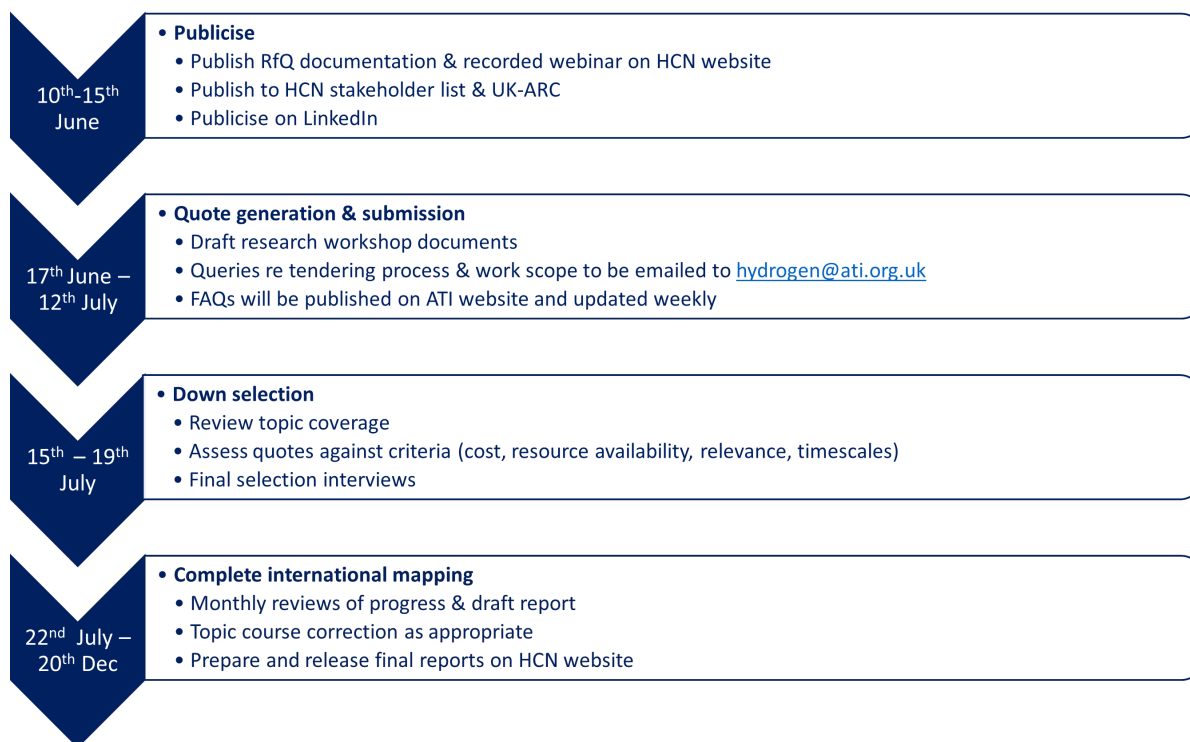 10th-15th
June
• Publicise
• Publish RfQ documentation & recorded webinar on HCN website
• Publish to HCN stakeholder list & UK-ARC
• Publicise on LinkedIn
17th June –
12th July
• Quote generation & submission
• Draft research workshop documents
• Queries re tendering process & work scope to be emailed to hydrogen@ati.org.uk
• FAQs will be published on ATI website and updated weekly
15th – 19th
July
• Down selection
• Review topic coverage
• Assess quotes against criteria (cost, resource availability, relevance, timescales)
• Final selection interviews
22nd July –
20th Dec
• Complete international mapping
• Monthly reviews of progress & draft report
• Topic course correction as appropriate
• Prepare and release final reports on HCN website